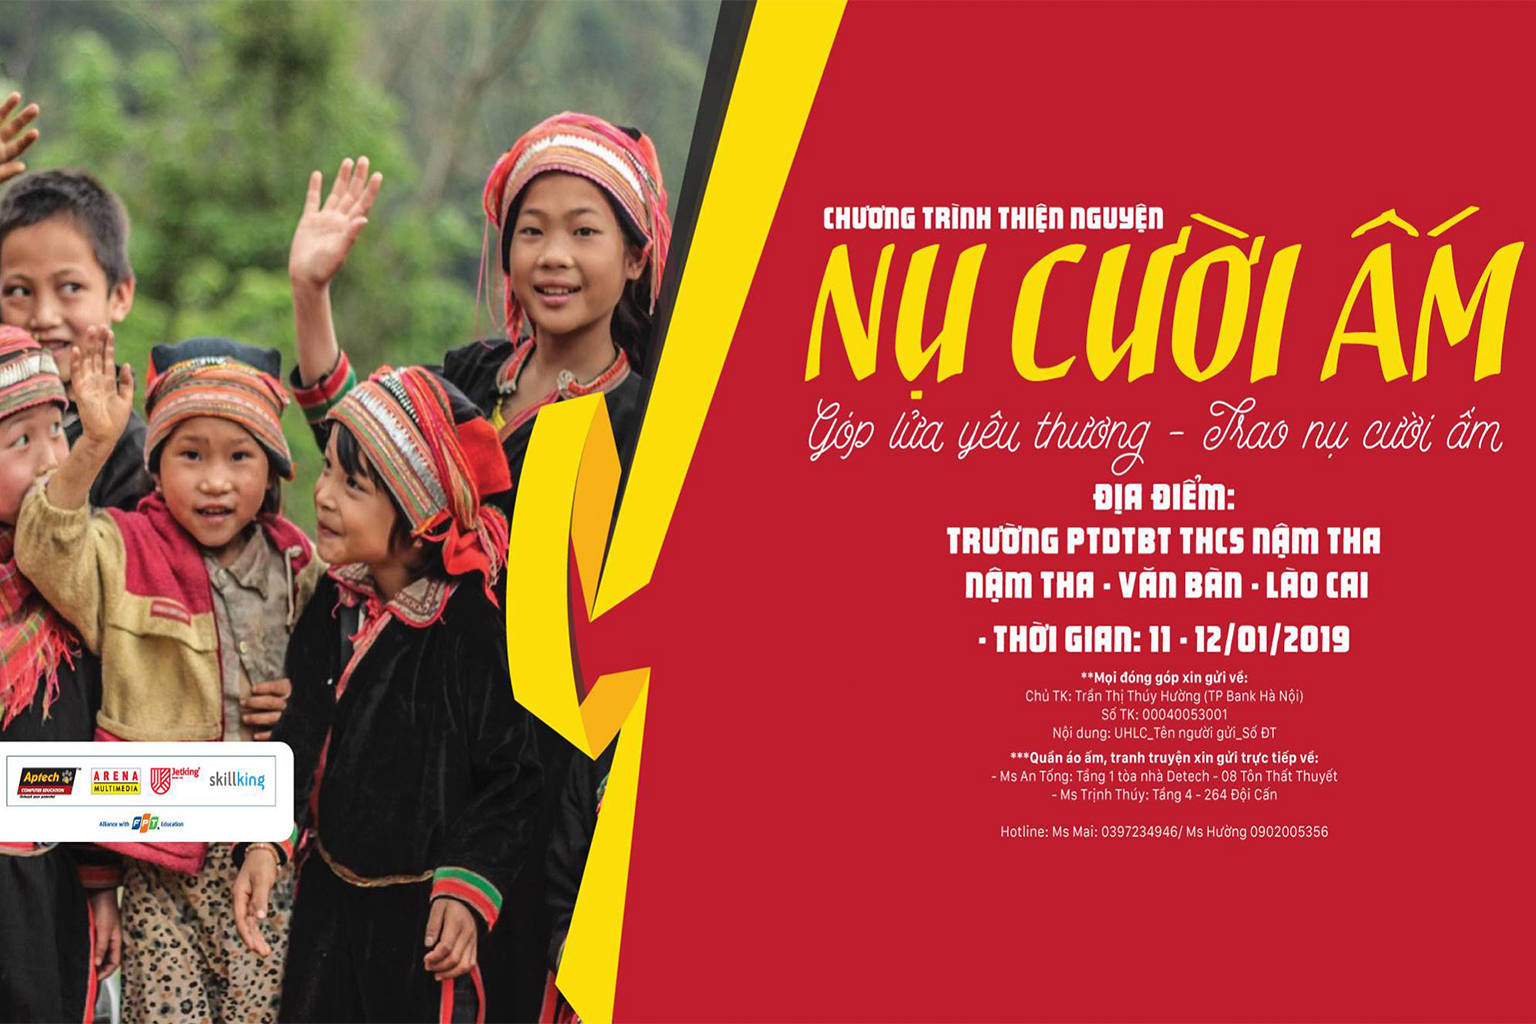 CHƯƠNG TRÌNH THIỆN NGUYỆN
NỤ CƯỜI ẤM
Góp lửa yêu thương - Trao nụ cười ấm
ĐỊA ĐIỂM:
TRƯỜNG PTDTBT THCS NẬM THA
NẬM THA - VĂN BÀN - LÀO CAI
- THỜI GIAN: 11 - 12/01/2019
**Mọi đóng góp xin gửi về:
Chủ TK: Trần Thị Thúy Hường (TP Bank Hà Nội)
Số TK: 00040053001
Nội dung: UHLC_Tên người gửi_Số ĐT
***Quần áo ấm, tranh truyện xin gửi trực tiếp về:
- Ms An Tống: Tầng 1 tòa nhà Detech - 08 Tôn Thất Thuyết
- Ms Trịnh Thúy: Tầng 4 - 264 Đội Cấn
Hotline: Ms Mai: 0397234946/ Ms Hường 0902005356
Aptech
COMPUTER EDUCATION
Unleash your potential
ARENA
MULTIMEDIA
Jetking
skillking
Alliance with FPT Education